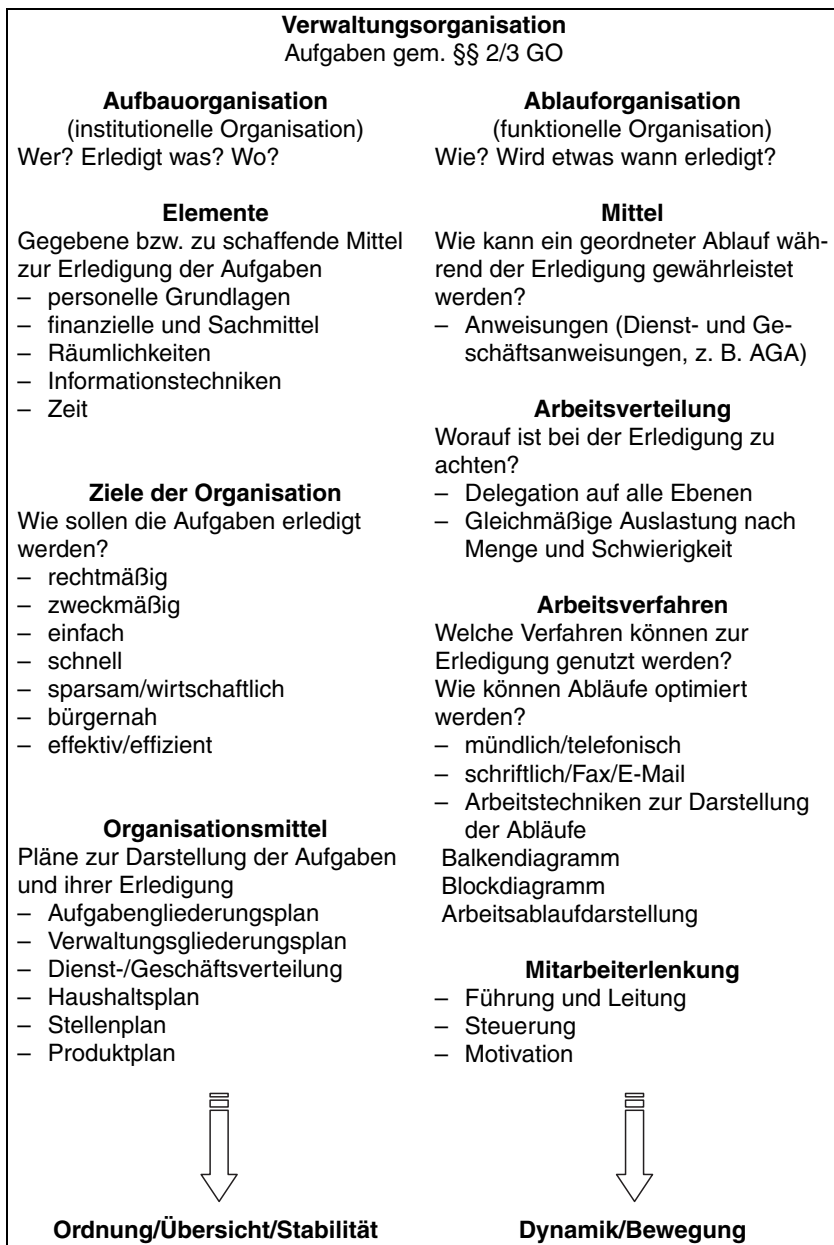 Verwaltungsorganisation
Aufgaben gem. §§ 2/3 GO
Aufbauorganisation
(institutionelle Organisation)
Wer? Erledigt was? Wo?
Elemente
Gegebene bzw. zu schaffende Mittel
zur Erledigung der Aufgaben
– personelle Grundlagen
– finanzielle und Sachmittel
– Räumlichkeiten
– Informationstechniken
– Zeit
Ziele der Organisation
Wie sollen die Aufgaben erledigt
werden?
– rechtmäßig
– zweckmäßig
– einfach
– schnell
– sparsam/wirtschaftlich
– bürgernah
– effektiv/effizient
Organisationsmittel
Pläne zur Darstellung der Aufgaben
und ihrer Erledigung
– Aufgabengliederungsplan
– Verwaltungsgliederungsplan
– Dienst-/Geschäftsverteilung
– Haushaltsplan
– Stellenplan
– Produktplan
Ordnung/Übersicht/Stabilität
Ablauforganisation
(funktionelle Organisation)
Wie? Wird etwas wann erledigt?
Mittel
Wie kann ein geordneter Ablauf wäh-
rend der Erledigung gewährleistet
werden?
– Anweisungen (Dienst- und Ge-
schäftsanweisungen, z. B. AGA)
Arbeitsverteilung
Worauf ist bei der Erledigung zu
achten?
– Delegation auf alle Ebenen
– Gleichmäßige Auslastung nach
Menge und Schwierigkeit
Arbeitsverfahren
Welche Verfahren können zur
Erledigung genutzt werden?
Wie können Abläufe optimiert
werden?
– mündlich/telefonisch
– schriftlich/Fax/E-Mail
– Arbeitstechniken zur Darstellung
der Abläufe
Balkendiagramm
Blockdiagramm
Arbeitsablaufdarstellung
Mitarbeiterlenkung
– Führung und Leitung
– Steuerung
– Motivation
Dynamik/Bewegung